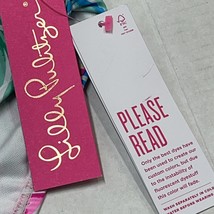 Lilly Pulitzer®
FSC
PLEASE
READ
Only the best dyes have
been used to create our
custom colors, but due
to the instability of
fluorescent dyestuff
this color will fade.
WASH SEPARATELY IN COLD
WATER BEFORE WEARING